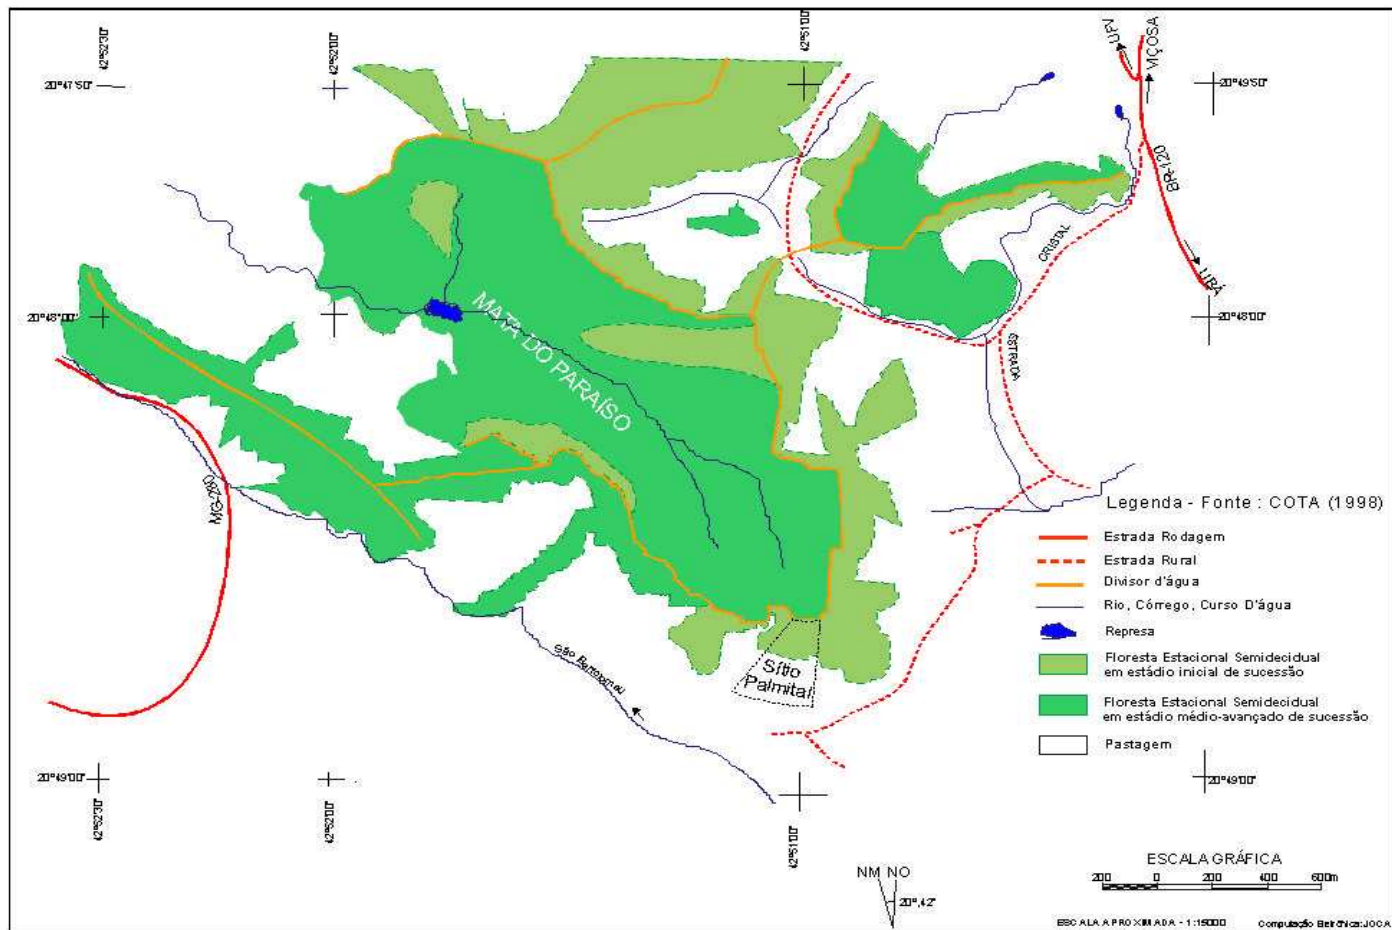 42°52'30"
42°52'00"
42°51'00"
UFV
VIÇOSA
20°47'50"
20°49'50"
BR-120
UBÁ
CRISTAL
ESTRADA
20°48'00"
20°48'00"
MATA DO PARAÍSO
MG-280
São Bartolomeu
Sítio
Palmital
Legenda - Fonte : COTA (1998)
Estrada Rodagem
Estrada Rural
Divisor d'água
Rio, Córrego, Curso D'água
Represa
Floresta Estacional Semidecidual
em estádio inicial de sucessão
Floresta Estacional Semidecidual
em estádio médio-avançado de sucessão
Pastagem
20°49'00"
20°49'00"
42°52'30"
42°52'00"
42°51'00"
NM NO
20°,42'
ESCALA GRÁFICA
200 0 200 400 600m
ESCALA APROXIMADA - 1:15000
Computação Eletrônica:JOCA